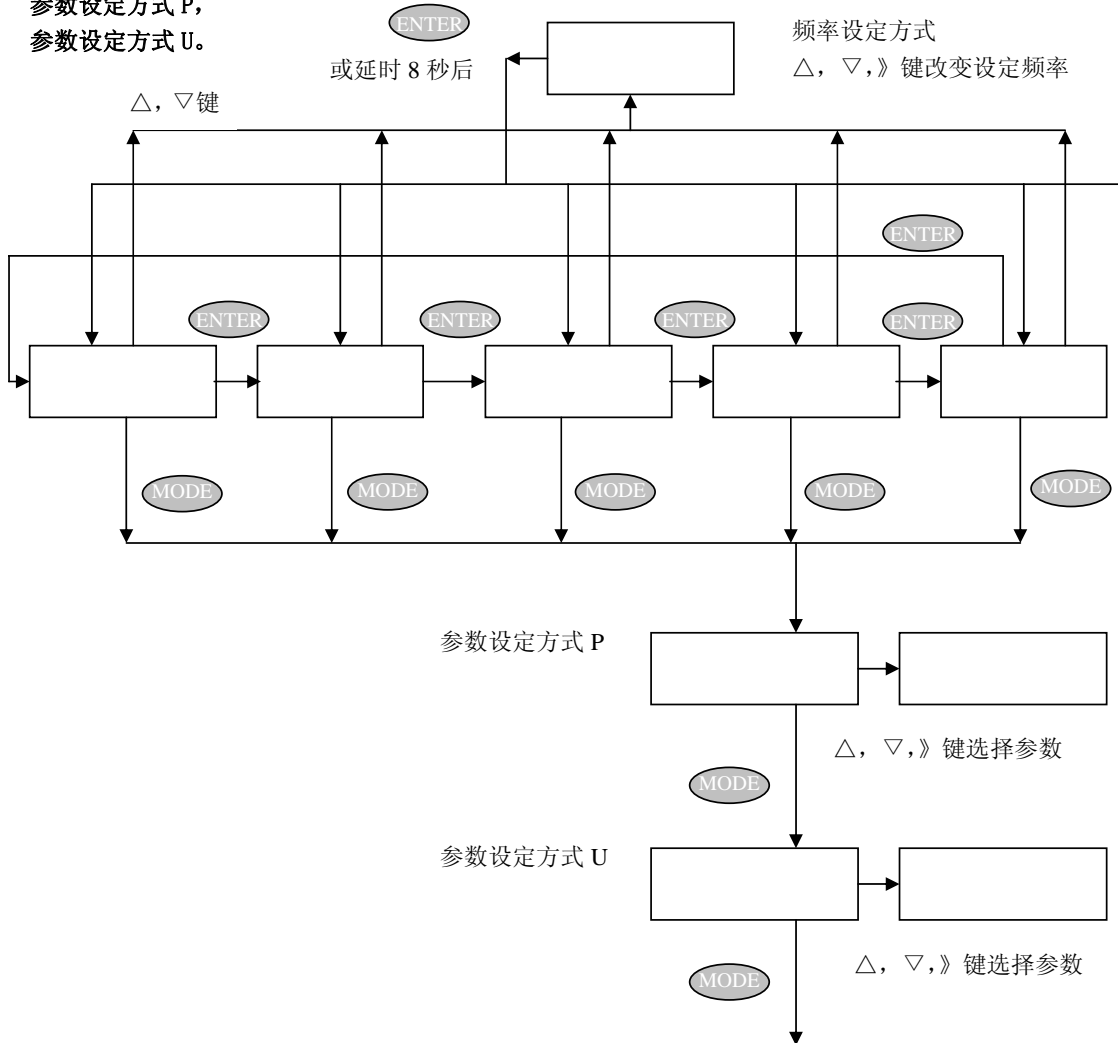 参数设定方式 P，
参数设定方式 U。
ENTER
或延时 8 秒后
频率设定方式
△，▽，》键改变设定频率
△，▽键
ENTER
ENTER
ENTER
ENTER
ENTER
MODE
MODE
MODE
MODE
MODE
参数设定方式 P
△，▽，》键选择参数
MODE
参数设定方式 U
△，▽，》键选择参数
MODE